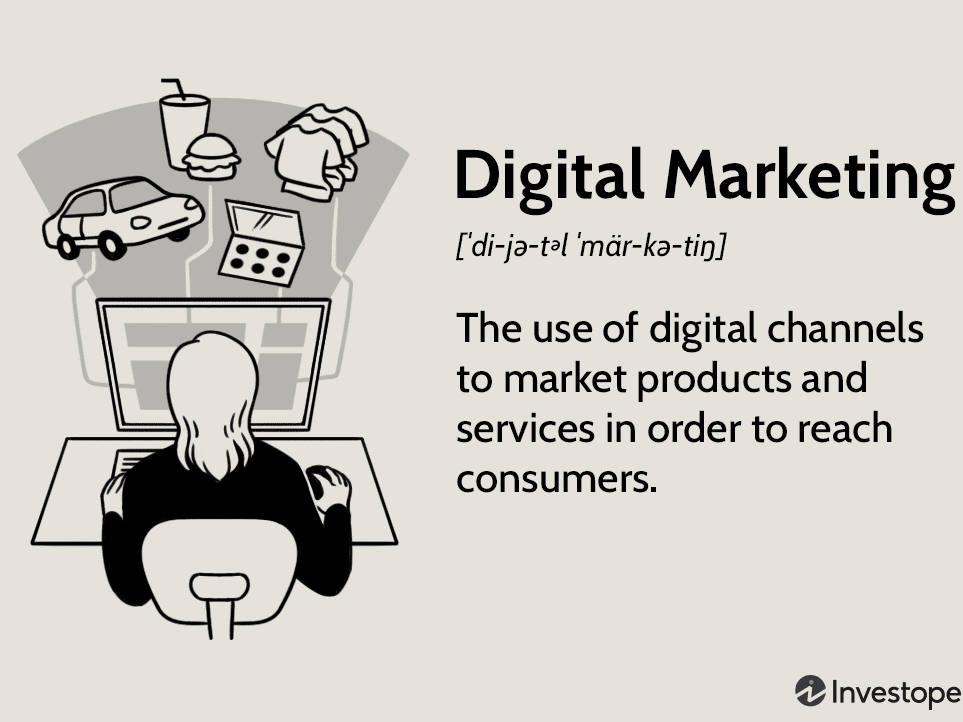 Digital Marketing
[ˈdi-jə-tᵊl ˈmär-kə-tiŋ]
The use of digital channels
to market products and
services in order to reach
consumers.
Investope